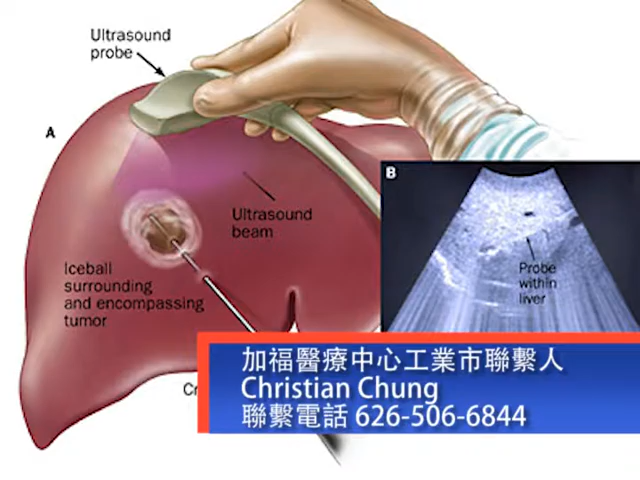 Ultrasound
probe
A
B
Ultrasound
beam
Iceball
surrounding
and encompassing
tumor
Probe
within
liver
加福醫療中心工業市聯繫人
Christian Chung
聯繫電話 626-506-6844